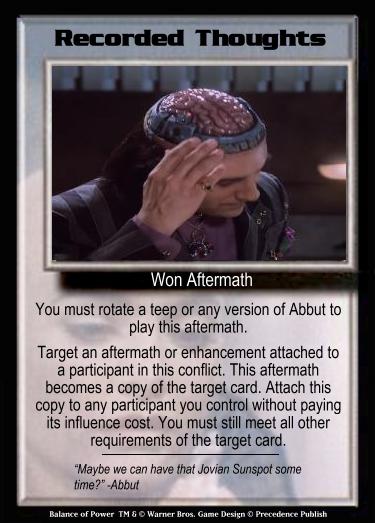 Recorded Thoughts
Won Aftermath
You must rotate a teep or any version of Abbut to
play this aftermath.
Target an aftermath or enhancement attached to
a participant in this conflict. This aftermath
becomes a copy of the target card. Attach this
copy to any participant you control without paying
its influence cost. You must still meet all other
requirements of the target card.
“Maybe we can have that Jovian Sunspot some
time?” -Abbut
Balance of Power TM & © Warner Bros. Game Design © Precedence Publish